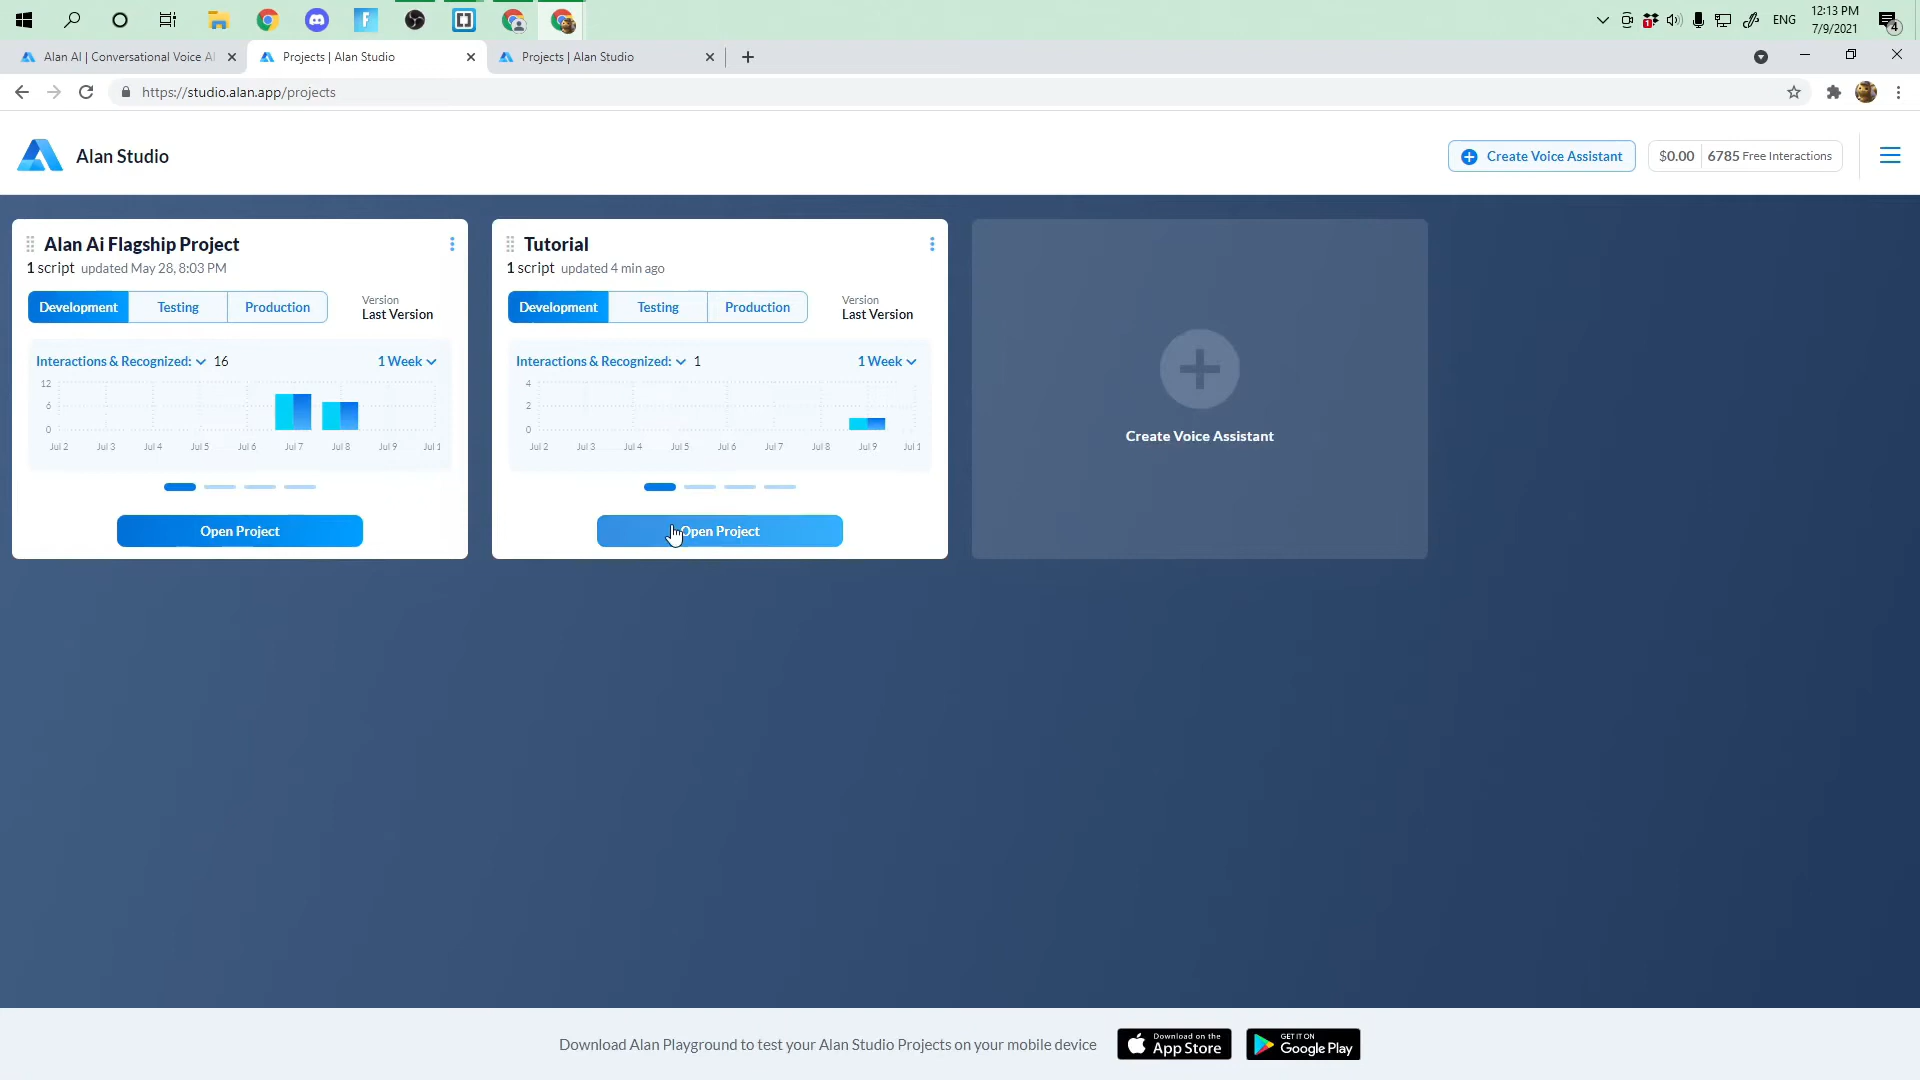 ENG
12:13 PM
7/9/2021
4
Alan AI | Conversational Voice AI
Projects | Alan Studio
Projects | Alan Studio
https://studio.alan.app/projects
Alan Studio
Create Voice Assistant
$0.00
6785 Free Interactions
Alan Ai Flagship Project
1 script updated May 28, 8:03 PM
Development
Testing
Production
Version
Last Version
Interactions & Recognized: 16
1 Week
12
6
0
Jul 2 Jul 3 Jul 4 Jul 5 Jul 6 Jul 7 Jul 8 Jul 9 Jul 1
Open Project
Tutorial
1 script updated 4 min ago
Development
Testing
Production
Version
Last Version
Interactions & Recognized: 1
1 Week
4
2
0
Jul 2 Jul 3 Jul 4 Jul 5 Jul 6 Jul 7 Jul 8 Jul 9 Jul 1
Open Project
Create Voice Assistant
Download Alan Playground to test your Alan Studio Projects on your mobile device
Download on the
App Store
GET IT ON
Google Play